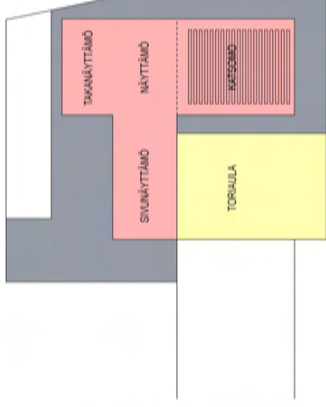 TAKANÄYTTÄMÖ
NÄYTTÄMÖ
KATSOMO
SIVUNÄYTTÄMÖ
TORIAULA